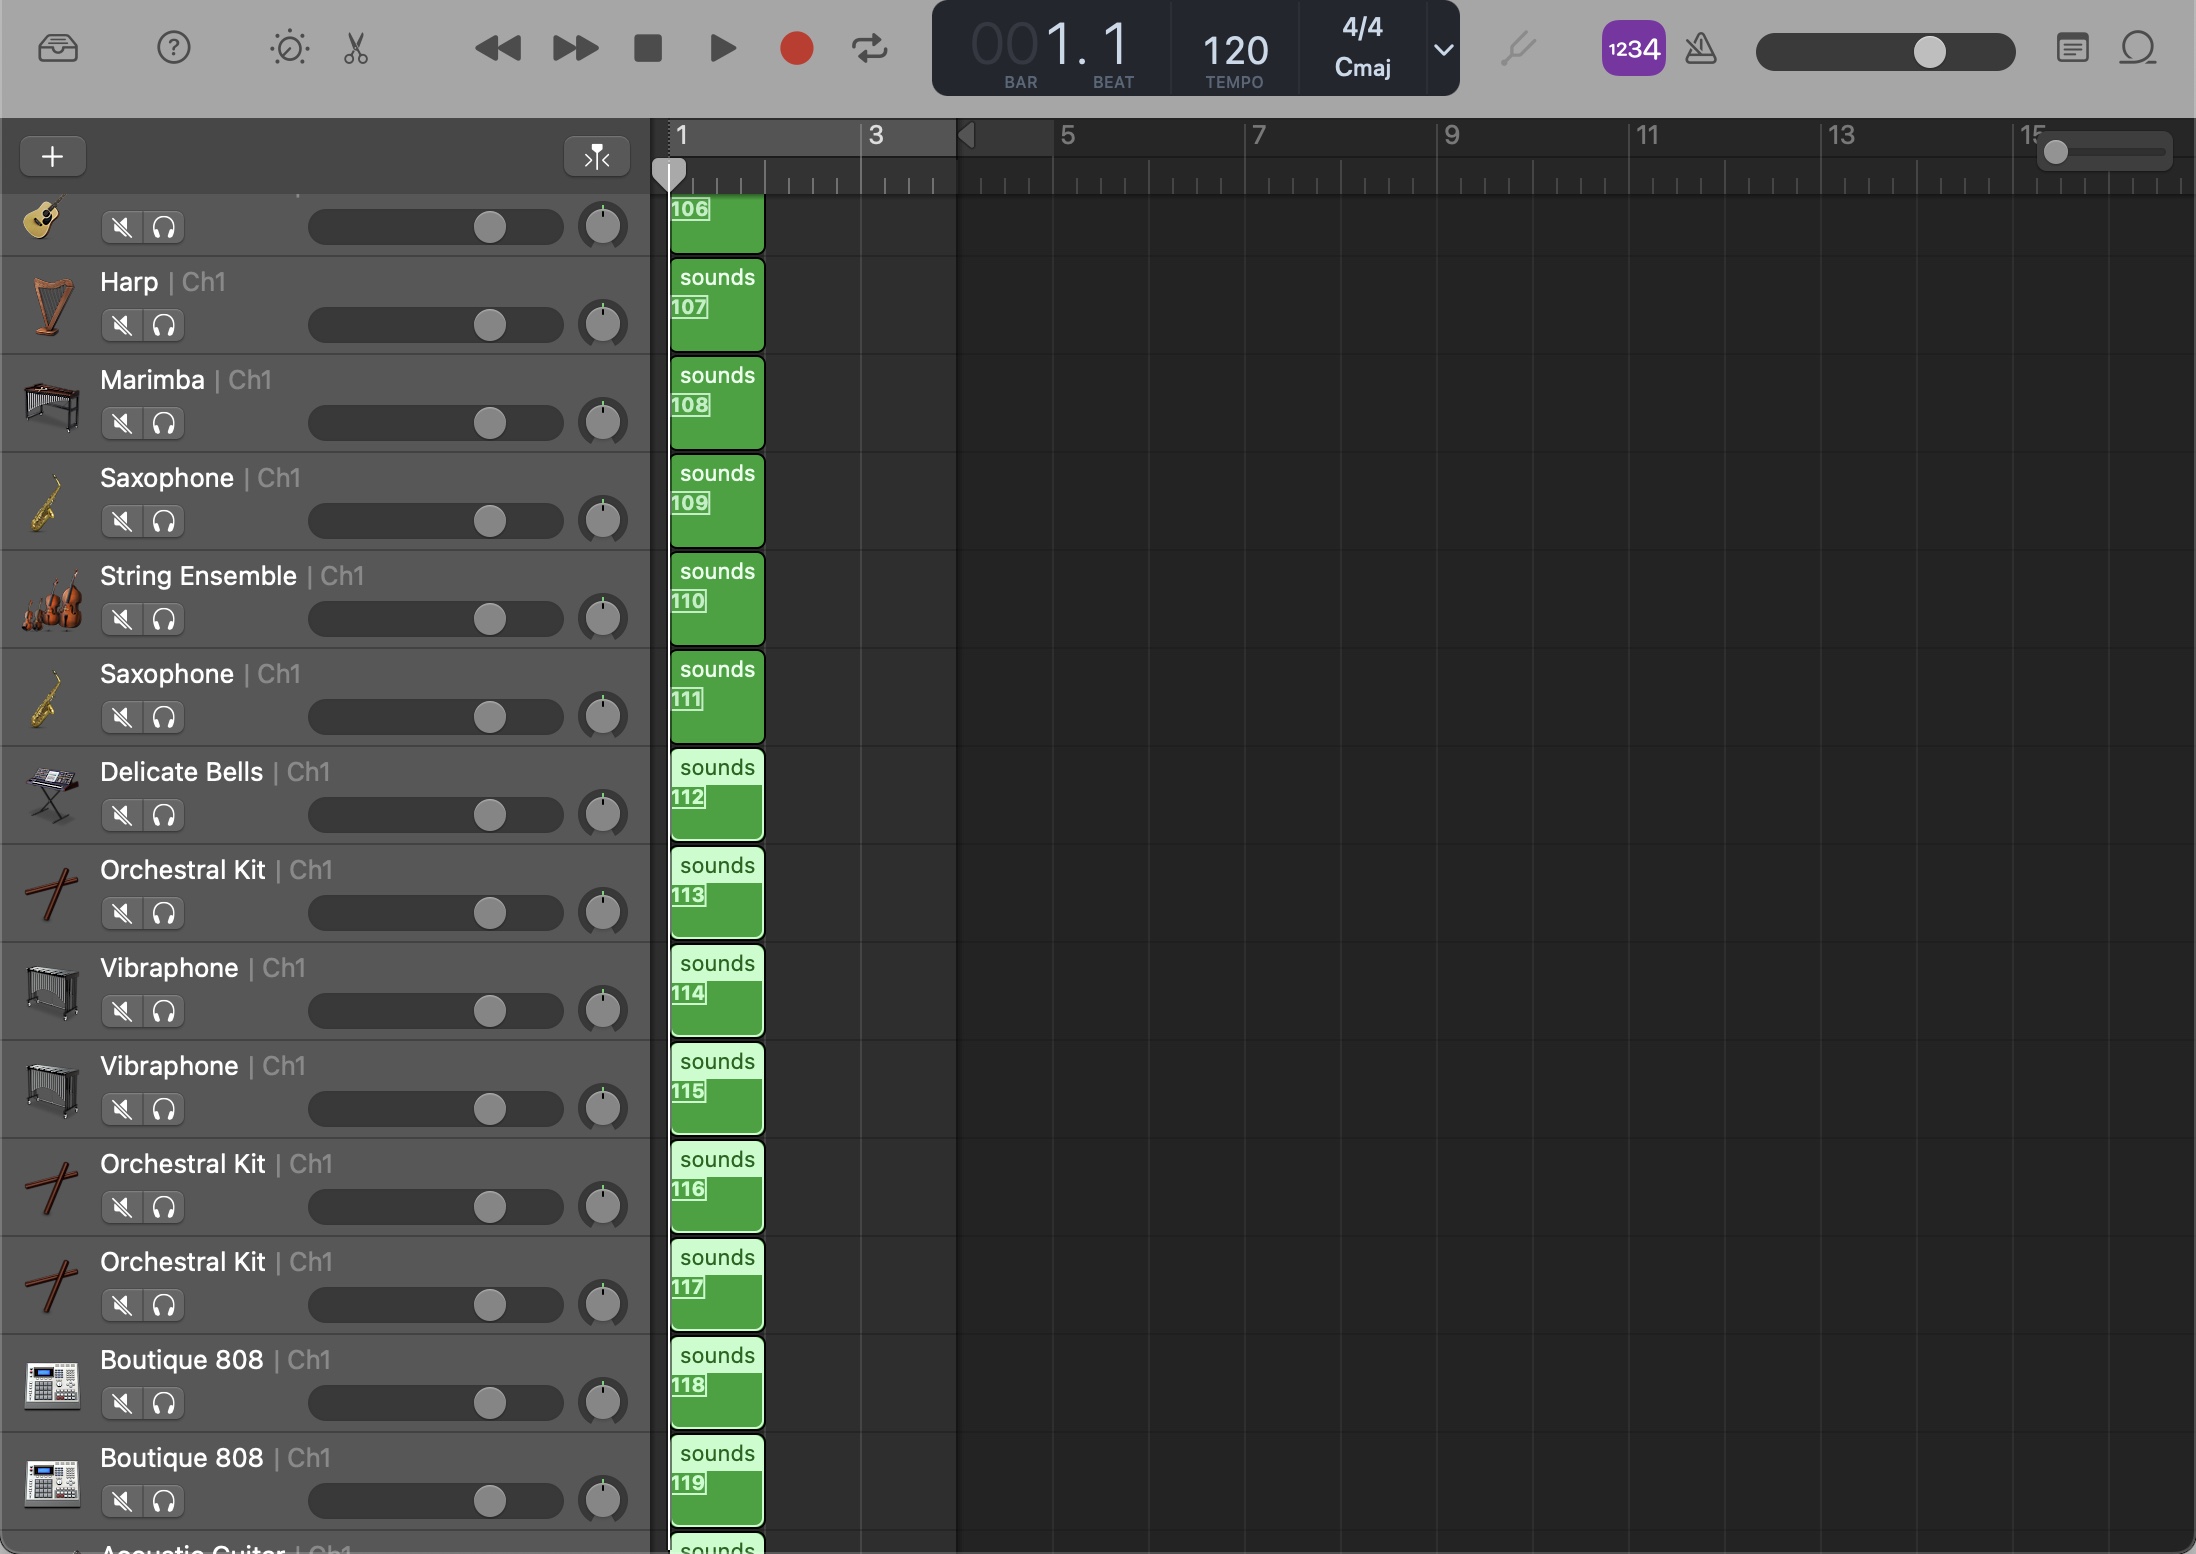 001. 1
BAR BEAT
120
TEMPO
4/4
Cmaj
1234
1 3 5 7 9 11 13 15
106
Harp | Ch1
sounds
107
Marimba | Ch1
sounds
108
Saxophone | Ch1
sounds
109
String Ensemble | Ch1
sounds
110
Saxophone | Ch1
sounds
111
Delicate Bells | Ch1
sounds
112
Orchestral Kit | Ch1
sounds
113
Vibraphone | Ch1
sounds
114
Vibraphone | Ch1
sounds
115
Orchestral Kit | Ch1
sounds
116
Orchestral Kit | Ch1
sounds
117
Boutique 808 | Ch1
sounds
118
Boutique 808 | Ch1
sounds
119
Acoustic Guitar | Ch1
sounds